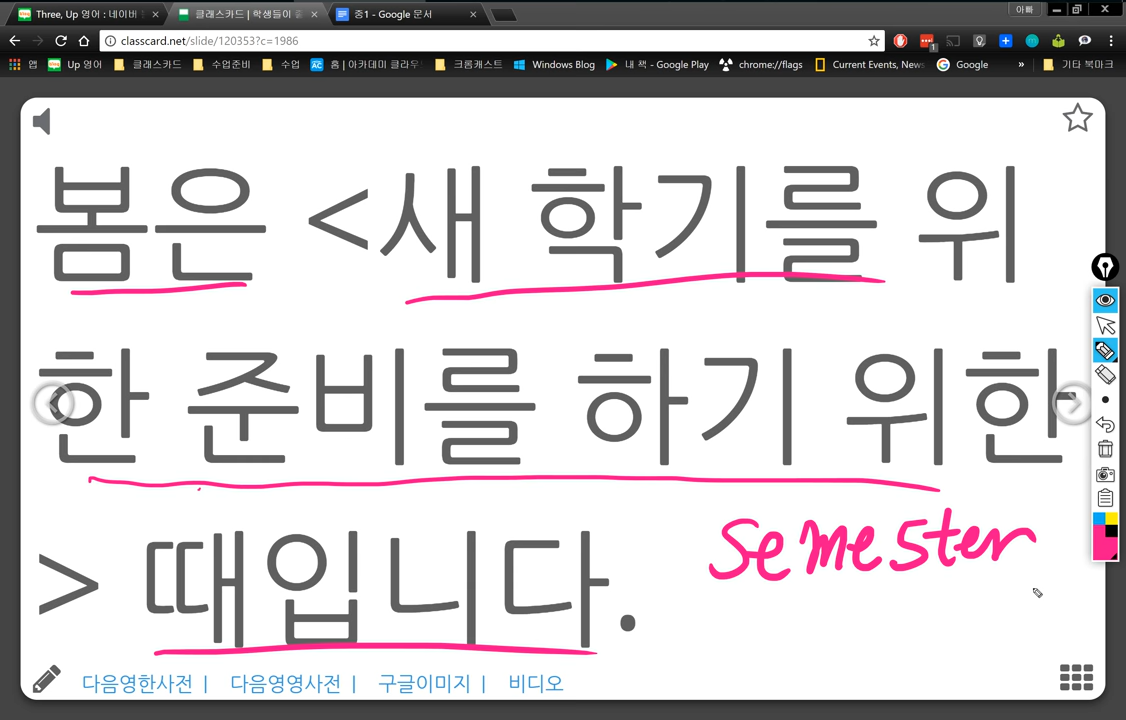 Three, Up 영어 : 네이버
클래스카드 | 학생들이 즐
중1 - Google 문서
아빠
classcard.net/slide/120353?c=1986
1
앱
Up 영어
클래스카드
수업준비
수업
홈 | 아카데미 클라우
크롬캐스트
Windows Blog
내 책 - Google Play
chrome://flags
Current Events, News
Google
»
기타 북마크
봄은 <새 학기를 위
한 준비를 하기 위한
> 때입니다.
semester
다음영한사전 | 다음영영사전 | 구글이미지 | 비디오